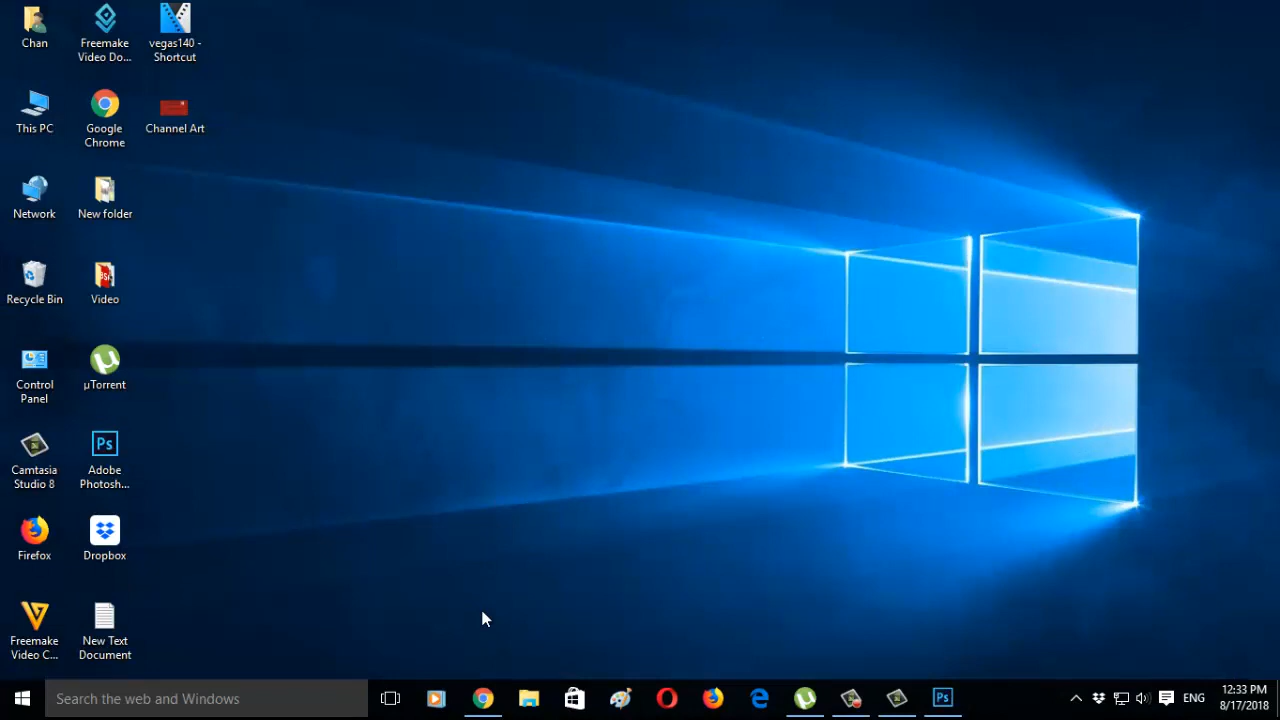 Chan
Freemake
Video Do...
vegas140 -
Shortcut
This PC
Google
Chrome
Channel Art
Network
New folder
Recycle Bin
Video
Control
Panel
µTorrent
Camtasia
Studio 8
Ps
Adobe
Photosh...
Firefox
Dropbox
Freemake
Video C...
New Text
Document
Search the web and Windows
Ps
ENG
12:33 PM
8/17/2018